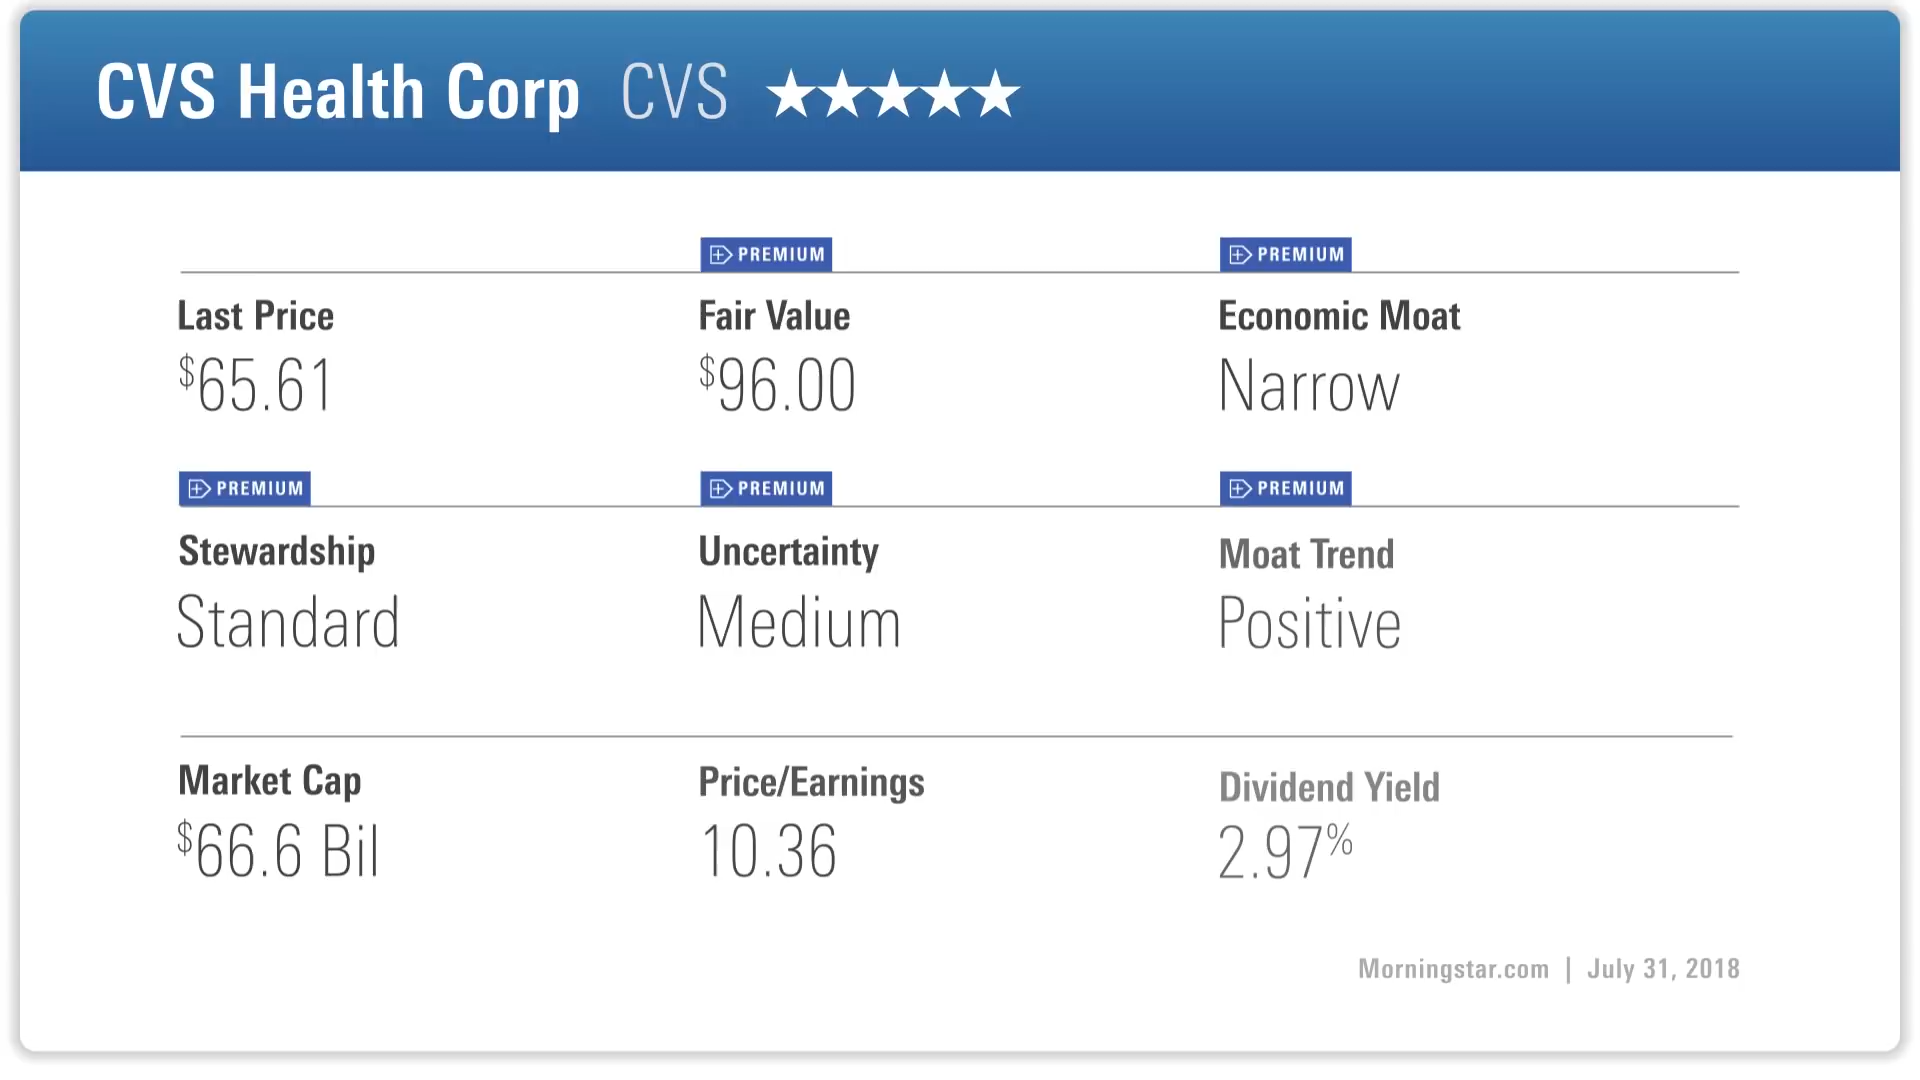 CVS Health Corp CVS ★★★★★
PREMIUM PREMIUM
Last Price Fair Value Economic Moat
$65.61 $96.00 Narrow
PREMIUM PREMIUM PREMIUM
Stewardship Uncertainty Moat Trend
Standard Medium Positive
Market Cap Price/Earnings Dividend Yield
$66.6 Bil 10.36 2.97%
Morningstar.com | July 31, 2018